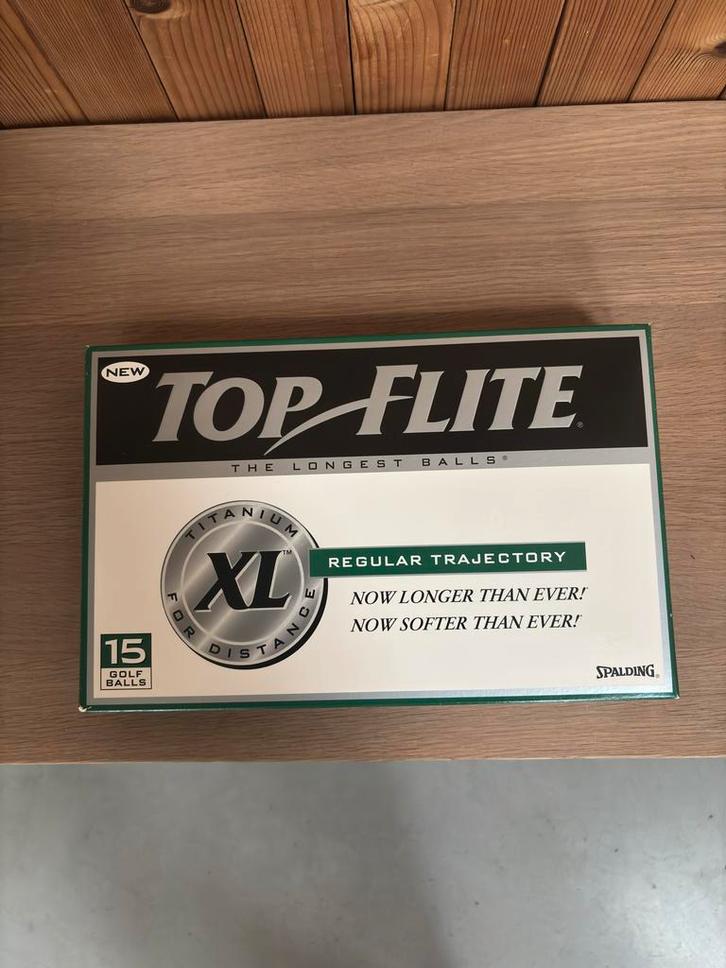 NEW
TOP FLITE®
THE LONGEST BALLS®
TITANIUM
XL™
FOR DISTANCE
REGULAR TRAJECTORY
NOW LONGER THAN EVER!
NOW SOFTER THAN EVER!
15
GOLF
BALLS
SPALDING®